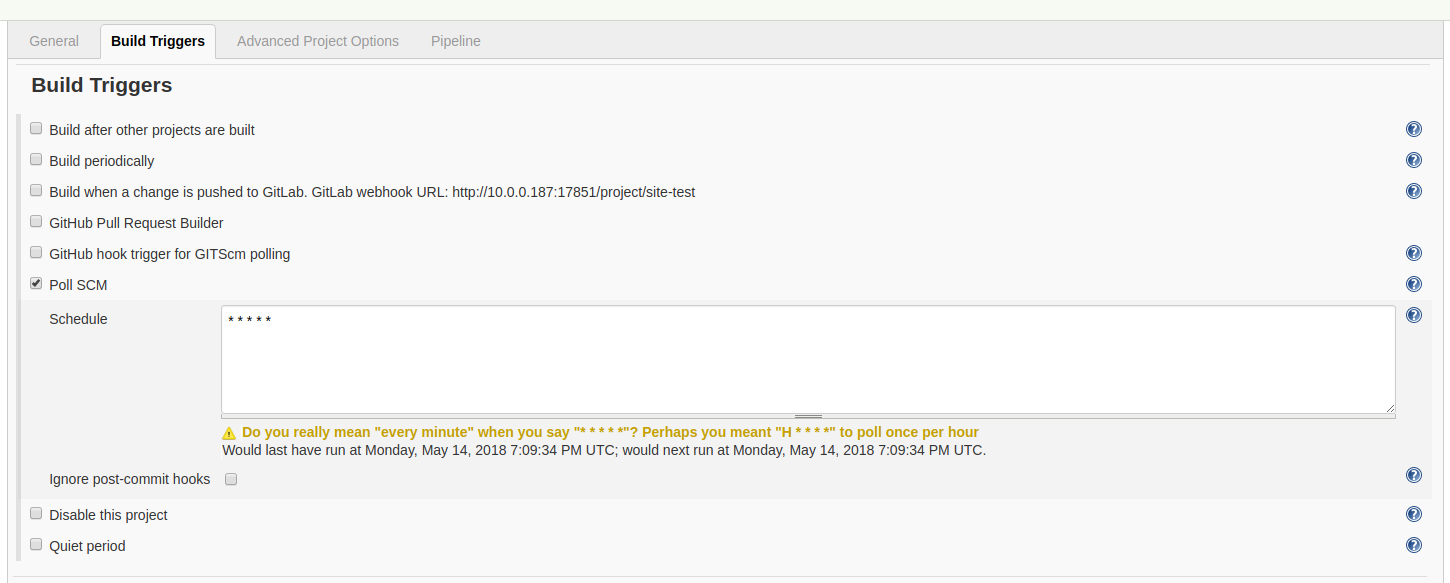 General Build Triggers Advanced Project Options Pipeline
Build Triggers
Build after other projects are built
Build periodically
Build when a change is pushed to GitLab. GitLab webhook URL: http://10.0.0.187:17851/project/site-test
GitHub Pull Request Builder
GitHub hook trigger for GITScm polling
Poll SCM
Schedule * * * * *
Do you really mean "every minute" when you say "* * * * *"? Perhaps you meant "H * * * *" to poll once per hour
Would last have run at Monday, May 14, 2018 7:09:34 PM UTC; would next run at Monday, May 14, 2018 7:09:34 PM UTC.
Ignore post-commit hooks
Disable this project
Quiet period